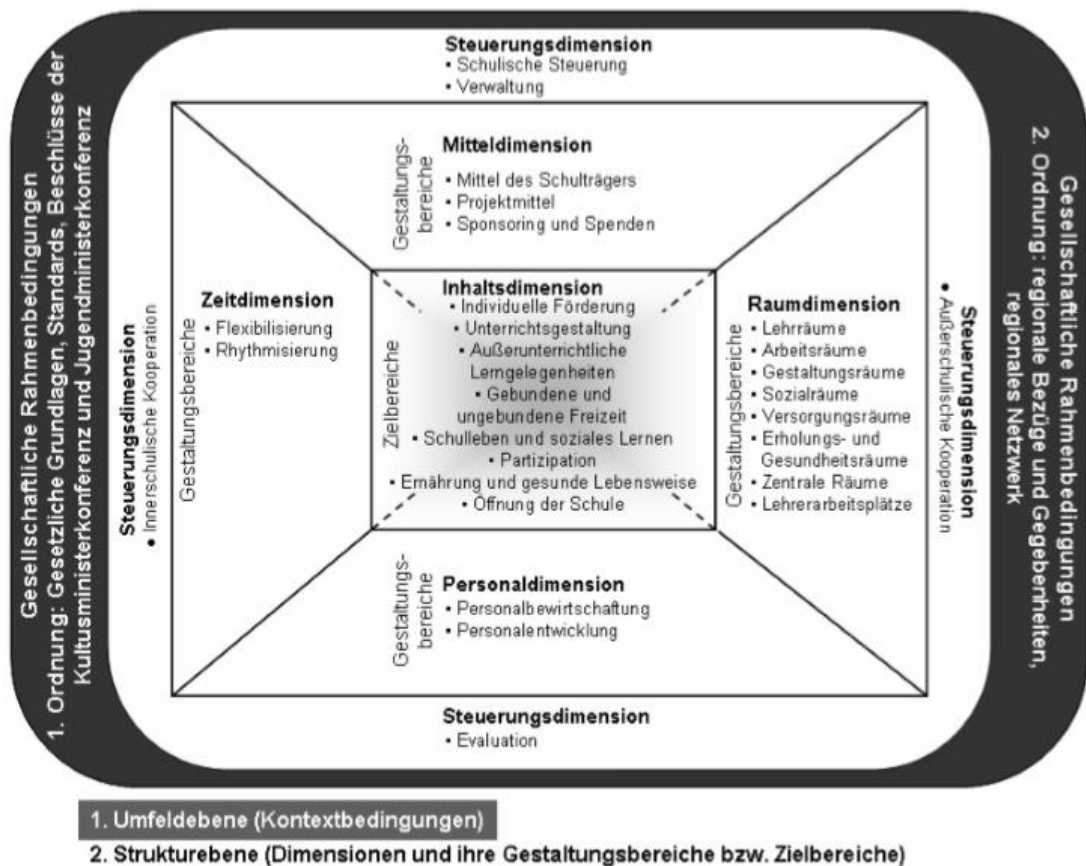 Gesellschaftliche Rahmenbedingungen
1. Ordnung: Gesetzliche Grundlagen, Standards, Beschlüsse der
Kultusministerkonferenz und Jugendministerkonferenz
Steuerungsdimension
▪ Schulische Steuerung
▪ Verwaltung
Steuerungsdimension
• Innerschulische Kooperation
Gestaltungs-
bereiche
Mitteldimension
▪ Mittel des Schulträgers
▪ Projektmittel
▪ Sponsoring und Spenden
Gestaltungsbereiche
Zeitdimension
▪ Flexibilisierung
▪ Rhythmisierung
Zielbereiche
Inhaltsdimension
▪ Individuelle Förderung
▪ Unterrichtsgestaltung
▪ Außerunterrichtliche
Lerngelegenheiten
▪ Gebundene und
ungebundene Freizeit
▪ Schulleben und soziales Lernen
▪ Partizipation
▪ Ernährung und gesunde Lebensweise
▪ Öffnung der Schule
Gestaltungsbereiche
Raumdimension
▪ Lehrräume
▪ Arbeitsräume
▪ Gestaltungsräume
▪ Sozialräume
▪ Versorgungsräume
▪ Erholungs- und
Gesundheitsräume
▪ Zentrale Räume
▪ Lehrerarbeitsplätze
Gestaltungs-
bereiche
Personaldimension
▪ Personalbewirtschaftung
▪ Personalentwicklung
Steuerungsdimension
• Außerschulische Kooperation
Steuerungsdimension
▪ Evaluation
Gesellschaftliche Rahmenbedingungen
2. Ordnung: regionale Bezüge und Gegebenheiten,
regionales Netzwerk
1. Umfeldebene (Kontextbedingungen)
2. Strukturebene (Dimensionen und ihre Gestaltungsbereiche bzw. Zielbereiche)